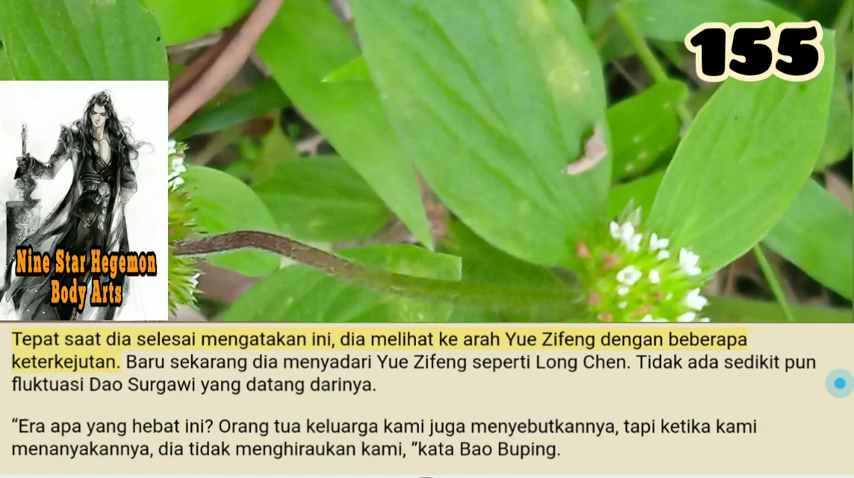 155
Nine Star Hegemon
Body Arts
Tepat saat dia selesai mengatakan ini, dia melihat ke arah Yue Zifeng dengan beberapa
keterkejutan. Baru sekarang dia menyadari Yue Zifeng seperti Long Chen. Tidak ada sedikit pun
fluktuasi Dao Surgawi yang datang darinya.
“Era apa yang hebat ini? Orang tua keluarga kami juga menyebutkannya, tapi ketika kami
menanyakannya, dia tidak menghiraukan kami, ”kata Bao Buping.